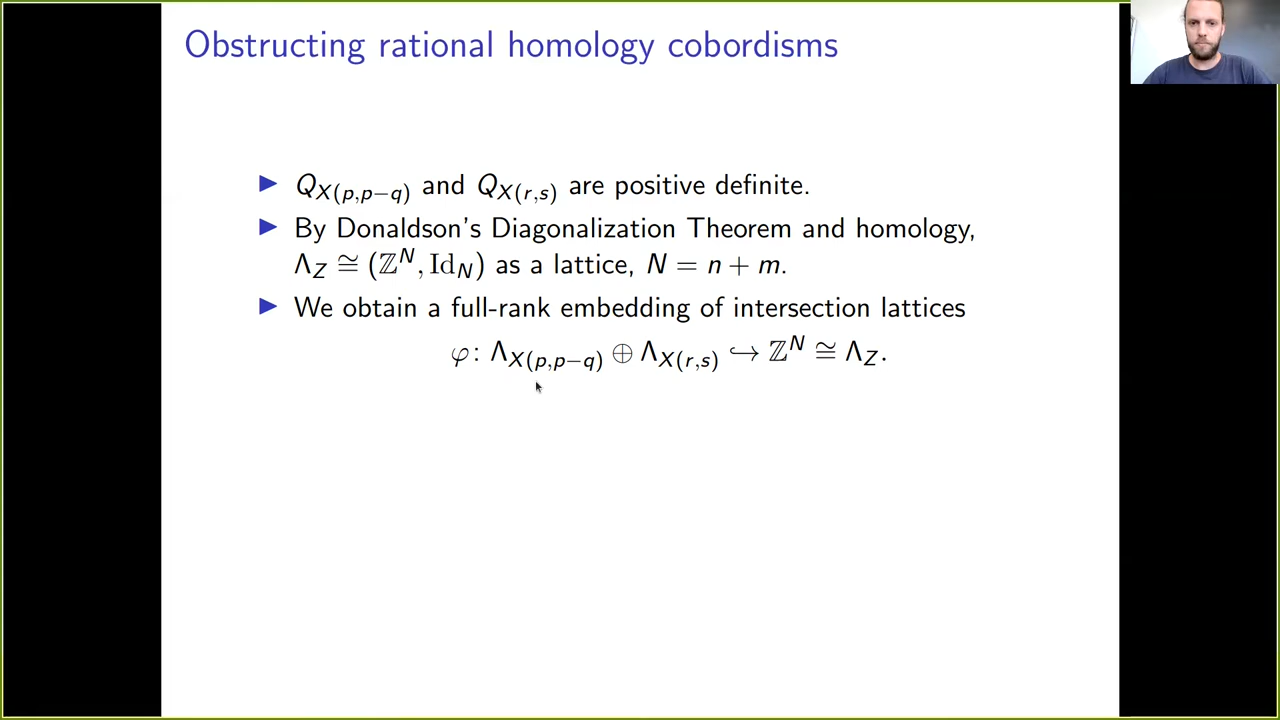 Obstructing rational homology cobordisms
▶ Q_{X(p,p−q)} and Q_{X(r,s)} are positive definite.
▶ By Donaldson's Diagonalization Theorem and homology,
Λ_Z ≅ (ℤ^N, Id_N) as a lattice, N = n + m.
▶ We obtain a full-rank embedding of intersection lattices
φ: Λ_{X(p,p−q)} ⊕ Λ_{X(r,s)} ↪ ℤ^N ≅ Λ_Z.